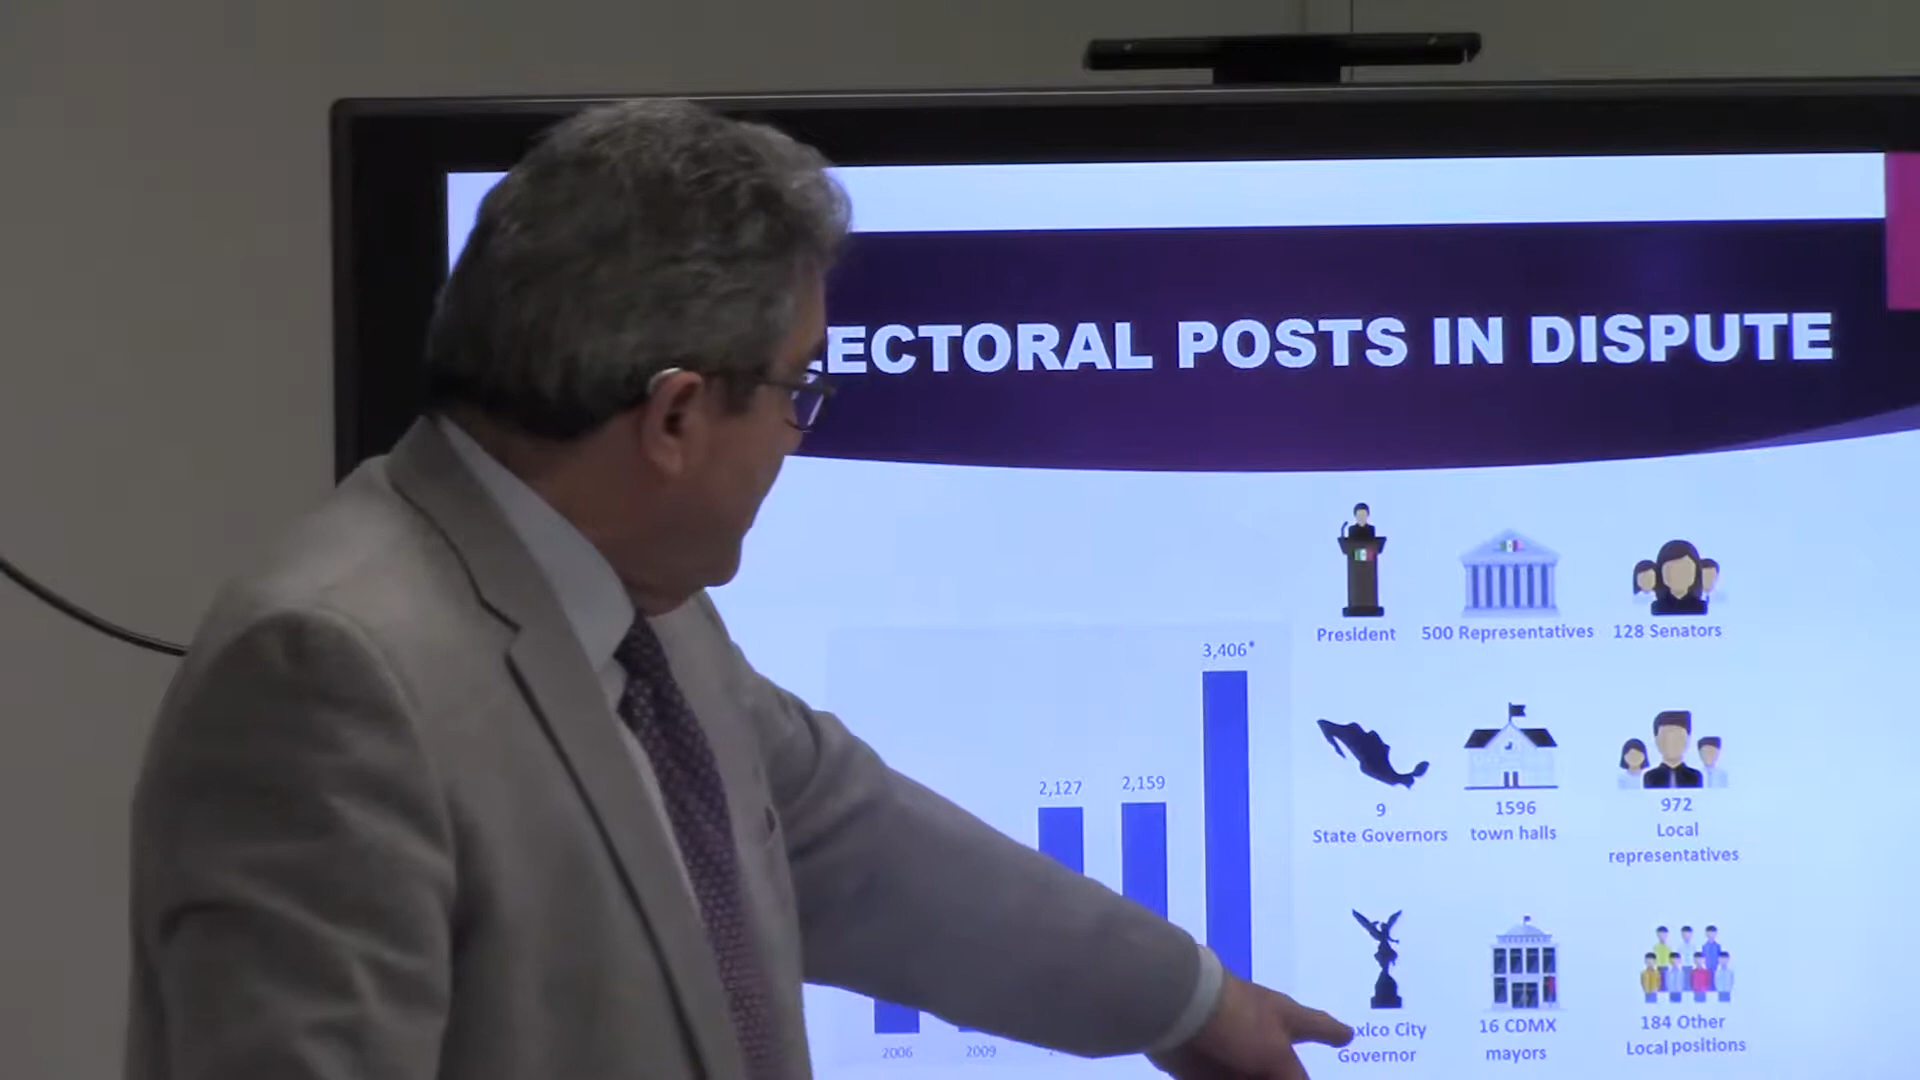 ECTORAL POSTS IN DISPUTE
President
500 Representatives
128 Senators
3,406*
2,127
2,159
9
State Governors
1596
town halls
972
Local
representatives
xico City
Governor
16 CDMX
mayors
184 Other
Local positions
2006
2009